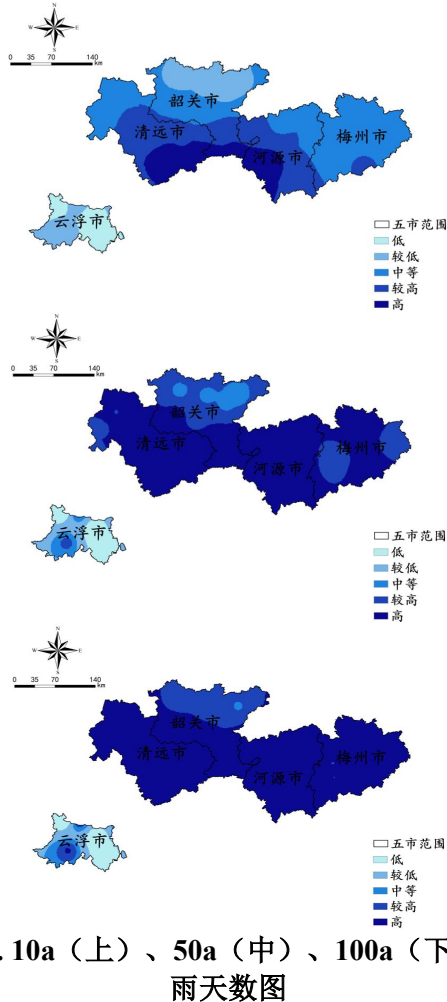 N
W E
S
0 35 70 140
km
韶关市
清远市
河源市
梅州市
云浮市
五市范围
低
较低
中等
较高
高
N
W E
S
0 35 70 140
km
韶关市
清远市
河源市
梅州市
云浮市
五市范围
低
较低
中等
较高
高
N
W E
S
0 35 70 140
km
韶关市
清远市
河源市
梅州市
云浮市
五市范围
低
较低
中等
较高
高
. 10a（上）、50a（中）、100a（下
雨天数图